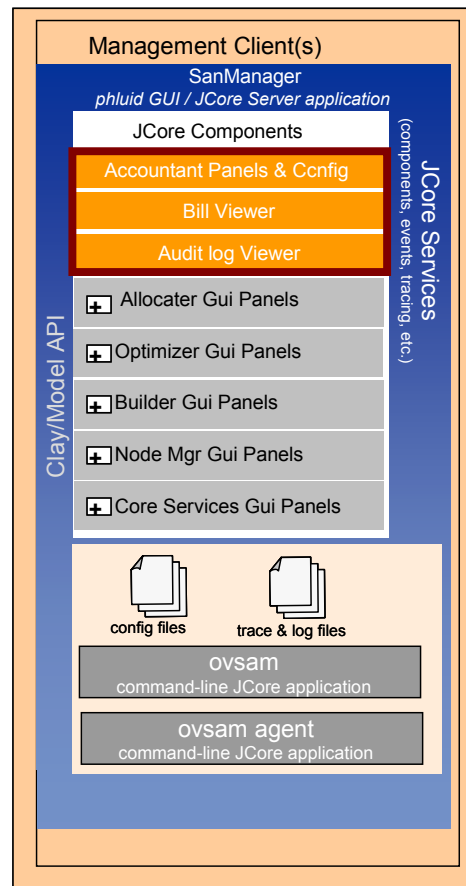 Management Client(s)
SanManager
phluid GUI / JCore Server application
JCore Components
Accountant Panels & Ccnfig
Bill Viewer
Audit log Viewer
Allocater Gui Panels
Optimizer Gui Panels
Builder Gui Panels
Node Mgr Gui Panels
Core Services Gui Panels
Clay/Model API
JCore Services
(components, events, tracing, etc.)
config files
trace & log files
ovsam
command-line JCore application
ovsam agent
command-line JCore application